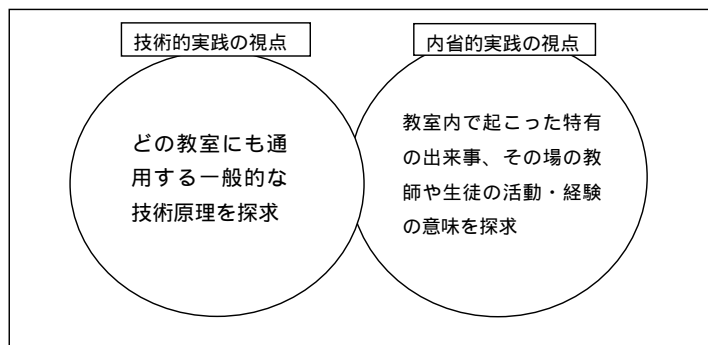 技術的実践の視点
内省的実践の視点
どの教室にも通
用する一般的な
技術原理を探求
教室内で起こった特有
の出来事、その場の教
師や生徒の活動・経験
の意味を探求